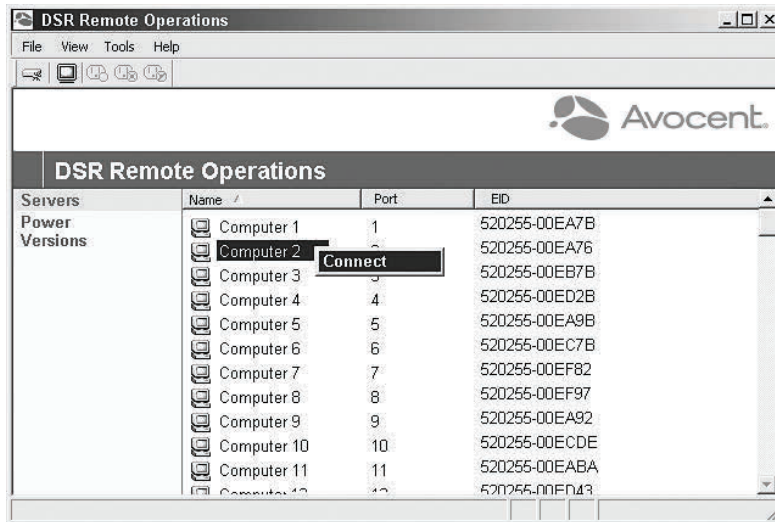 DSR Remote Operations
File View Tools Help
Avocent.
DSR Remote Operations
Servers Name Port EID
Power
Versions
Computer 1 1 520255-00EA7B
Computer 2 520255-00EA76
Connect
Computer 3 3 520255-00EB7B
Computer 4 4 520255-00ED2B
Computer 5 5 520255-00EA9B
Computer 6 6 520255-00EC7B
Computer 7 7 520255-00EF82
Computer 8 8 520255-00EF97
Computer 9 9 520255-00EA92
Computer 10 10 520255-00ECDE
Computer 11 11 520255-00EABA